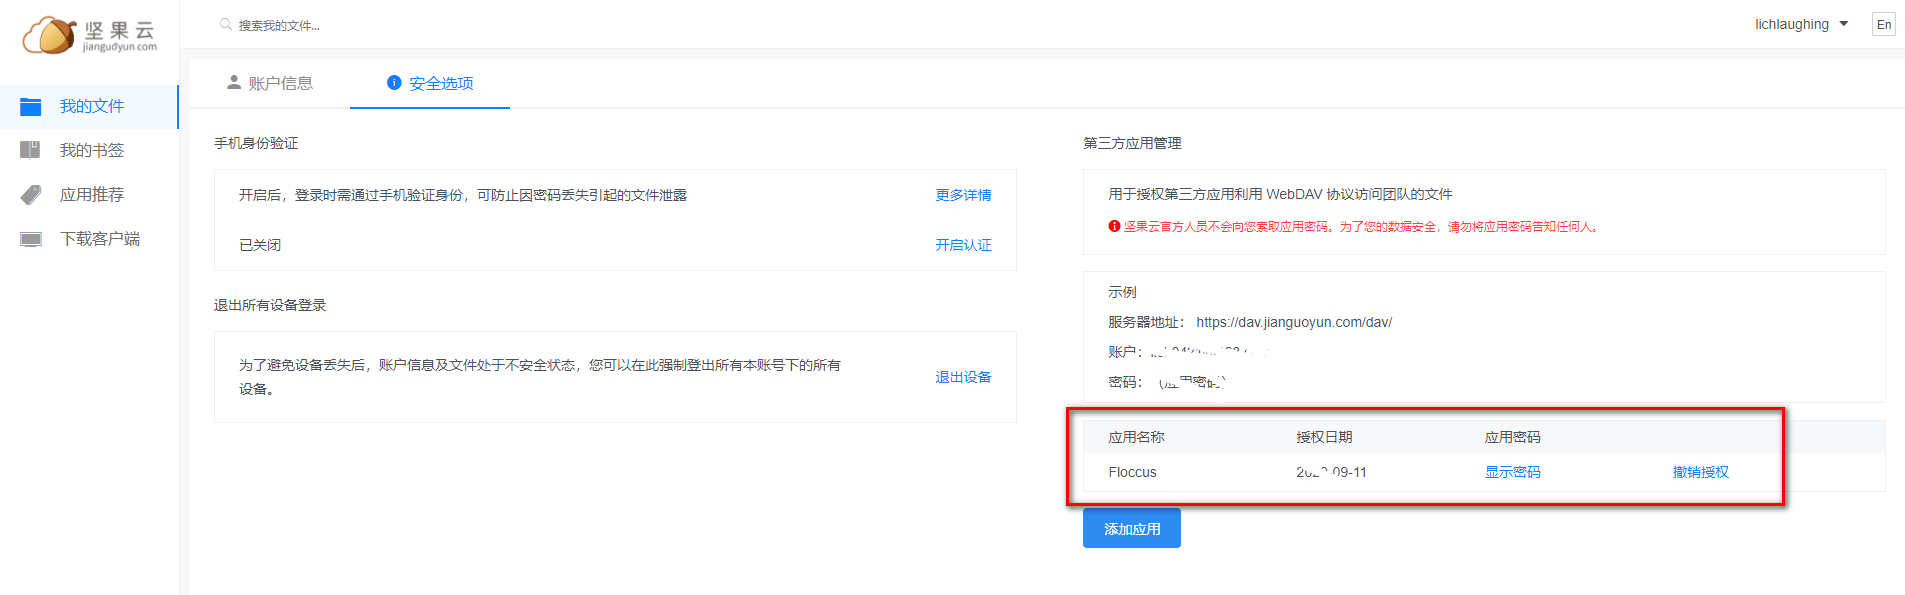 坚果云
jianguoyun.com
搜索我的文件...
lichlaughing
En
我的文件
我的书签
应用推荐
下载客户端
账户信息
安全选项
手机身份验证
开启后，登录时需通过手机验证身份，可防止因密码丢失引起的文件泄露
更多详情
已关闭
开启认证
退出所有设备登录
为了避免设备丢失后，账户信息及文件处于不安全状态，您可以在此强制登出所有本账号下的所有
设备。
退出设备
第三方应用管理
用于授权第三方应用利用 WebDAV 协议访问团队的文件
坚果云官方人员不会向您索取应用密码。为了您的数据安全，请勿将应用密码告知任何人。
示例
服务器地址： https://dav.jianguoyun.com/dav/
账户：
密码： （应用密码）
应用名称 授权日期 应用密码
Floccus 09-11 显示密码 撤销授权
添加应用